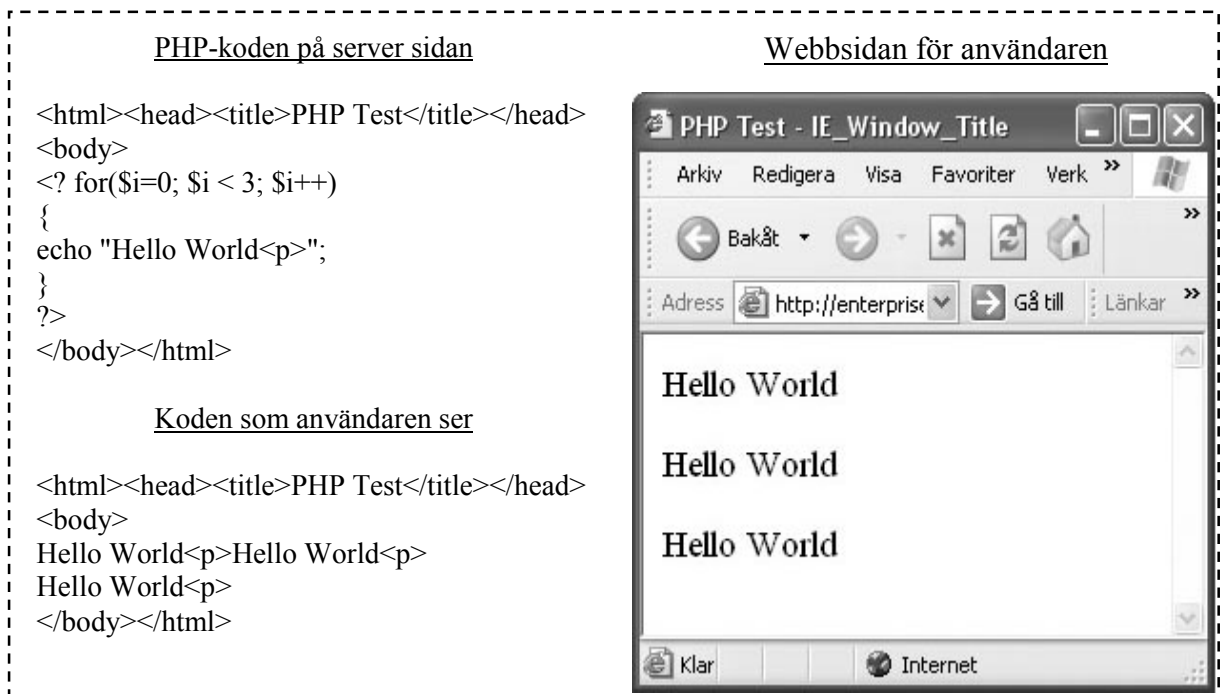 PHP-koden på server sidan
<html><head><title>PHP Test</title></head>
<body>
<? for($i=0; $i < 3; $i++)
{
echo "Hello World<p>";
}
?>
</body></html>
Koden som användaren ser
<html><head><title>PHP Test</title></head>
<body>
Hello World<p>Hello World<p>
Hello World<p>
</body></html>
Webbsidan för användaren
PHP Test - IE_Window_Title
Arkiv Redigera Visa Favoriter Verk »
Bakåt »
Adress http://enterprise Gå till Länkar »
Hello World
Hello World
Hello World
Klar Internet